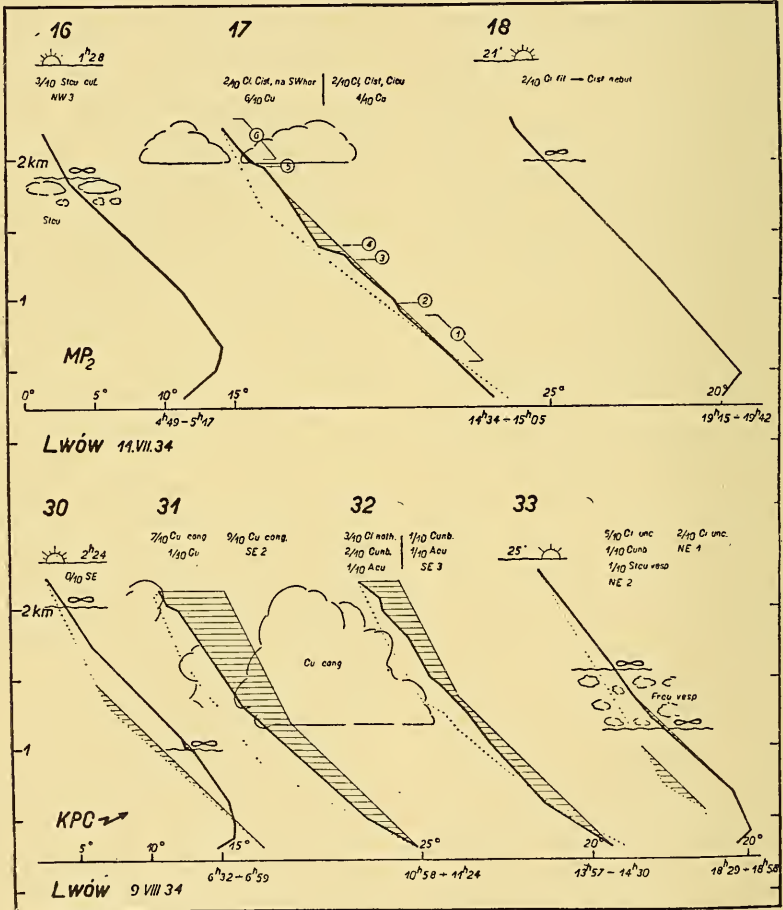 16 17 18
1ʰ28 21'
3/10 Stcu cuf. 2/10 Ci, Cist, na SWhor 2/10 Ci, Cist, Cicu 2/10 Ci fil → Cist nebut
NW 3 6/10 Cu 4/10 Cu
6
2 km
5
Stcu
4
3
2
1
1
MP₂
0° 5° 10° 15° 25° 20°
4ʰ49 – 5ʰ17 14ʰ34 ÷ 15ʰ05 19ʰ15 ÷ 19ʰ42
LWÓW 11.VII.34
30 31 32 33
2ʰ24 25'
7/10 Cu cong 9/10 Cu cong. 3/10 Ci noth. 1/10 Cunb. 5/10 Ci unc 2/10 Ci unc.
0/10 SE 1/10 Cu SE 2 2/10 Cunb. 1/10 Acu 1/10 Cunb NE 1
1/10 Acu SE 3 1/10 Stcu vesp
NE 2
2 km
Cu cong
Frcu vesp
1
KPC
5° 10° 15° 25° 20° 20°
6ʰ32 ÷ 6ʰ59 10ʰ58 ÷ 11ʰ24 13ʰ57 ÷ 14ʰ30 18ʰ29 ÷ 18ʰ58
LWÓW 9 VIII 34